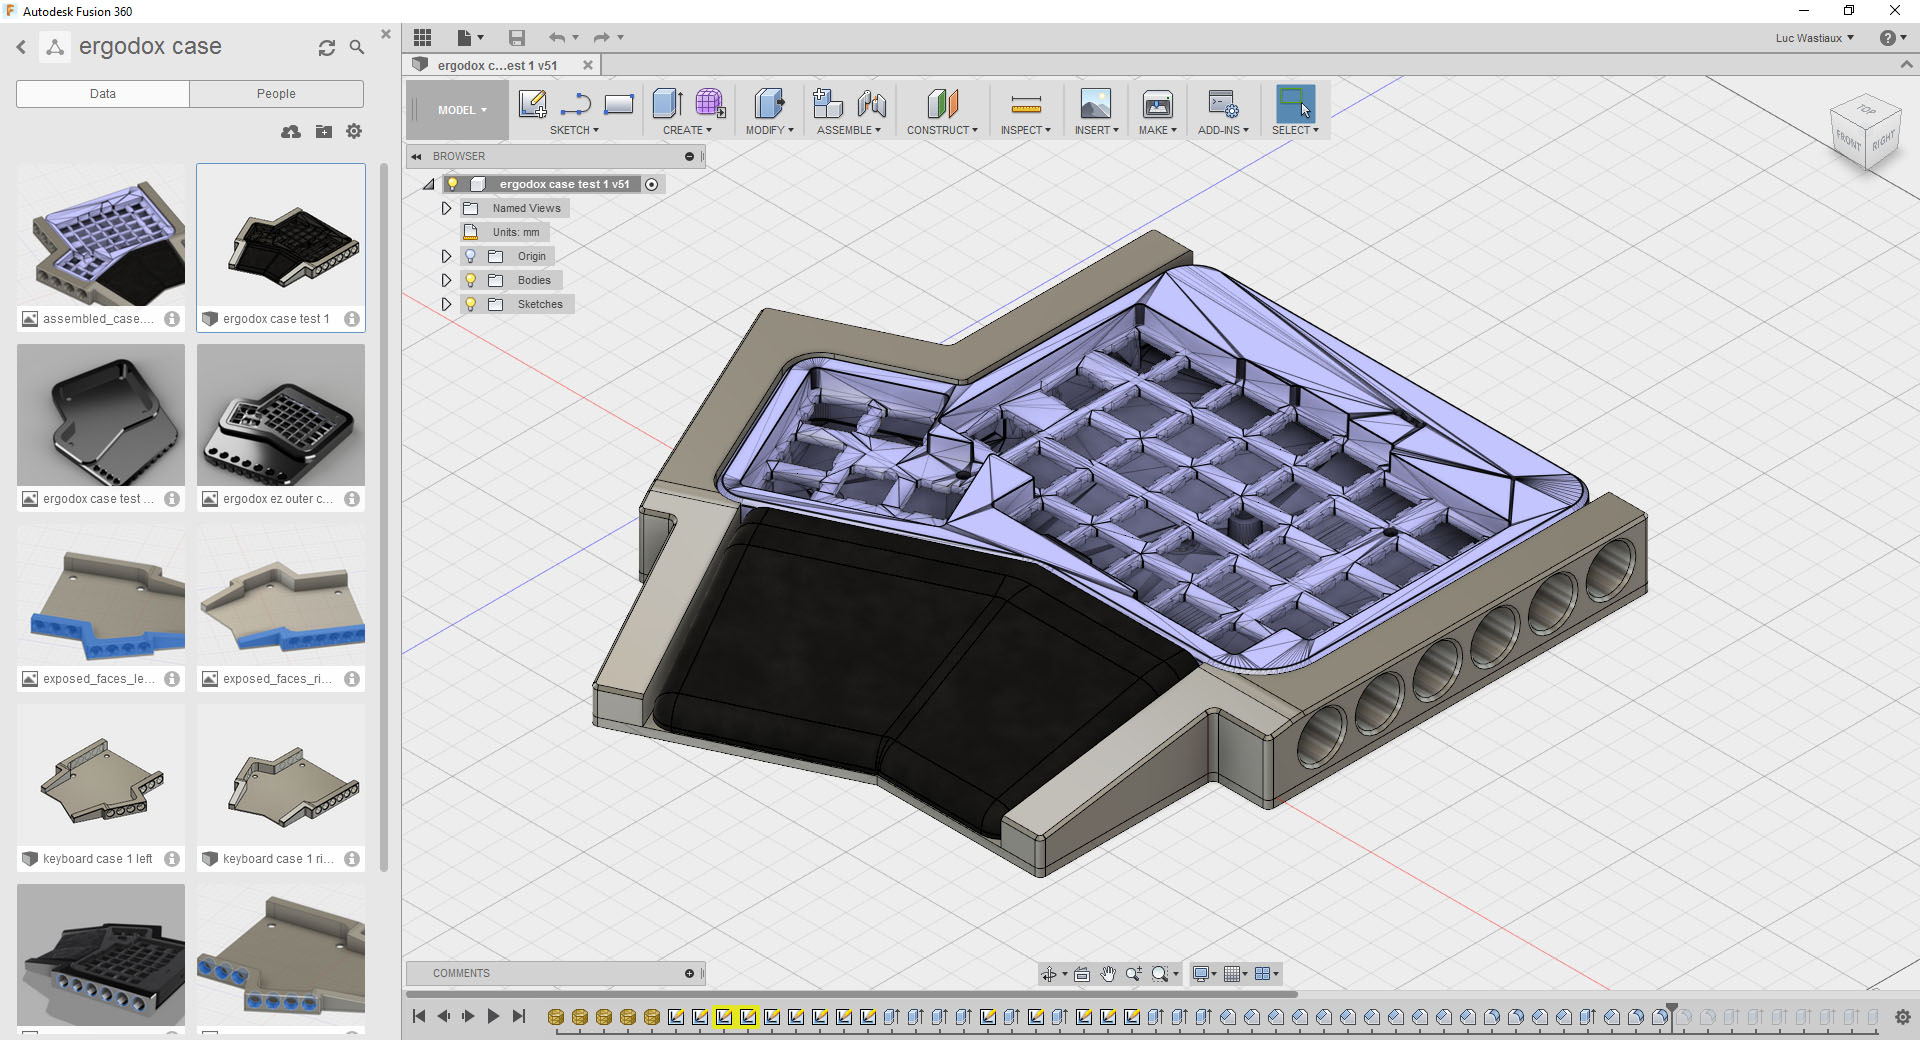 Autodesk Fusion 360
ergodox case
Data
People
assembled_case....
ergodox case test 1
ergodox case test ...
ergodox ez outer c...
exposed_faces_le...
exposed_faces_ri...
keyboard case 1 left
keyboard case 1 ri...
Luc Wastiaux
ergodox c...est 1 v51
MODEL
SKETCH
CREATE
MODIFY
ASSEMBLE
CONSTRUCT
INSPECT
INSERT
MAKE
ADD-INS
SELECT
BROWSER
ergodox case test 1 v51
Named Views
Units: mm
Origin
Bodies
Sketches
TOP
FRONT
RIGHT
COMMENTS